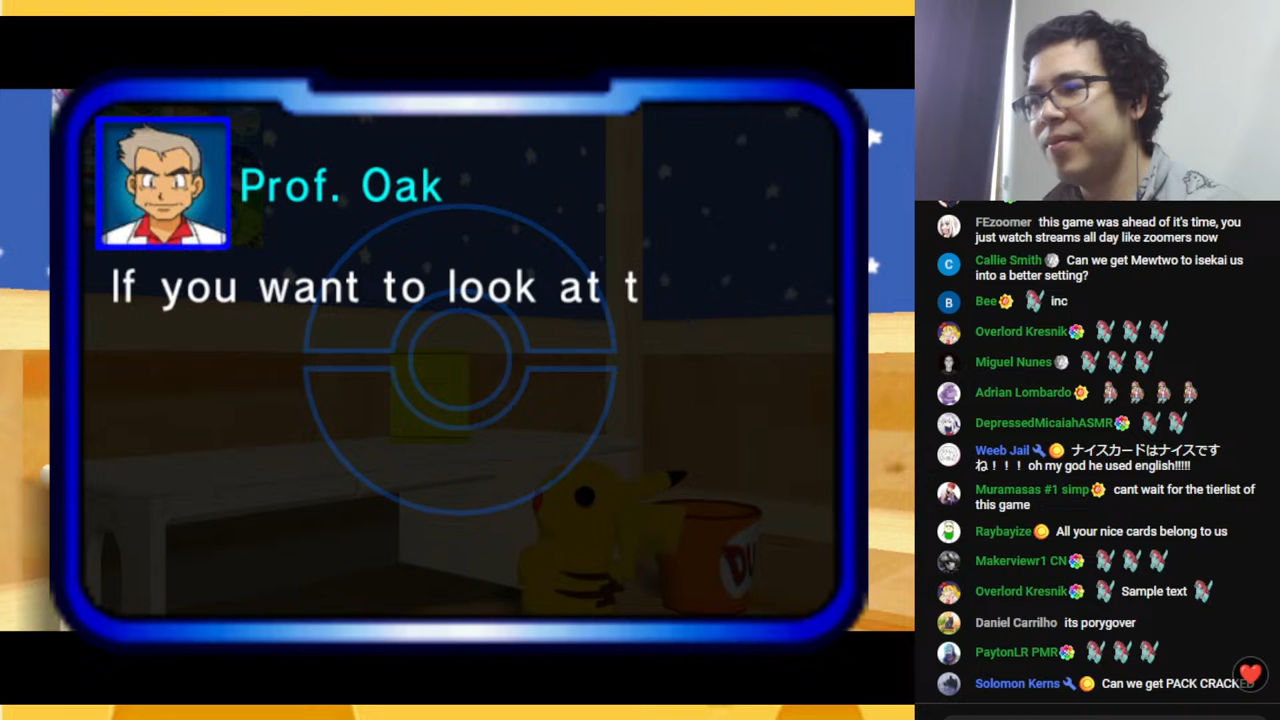 Prof. Oak
If you want to look at t
DU
FEzoomer this game was ahead of it's time, you
just watch streams all day like zoomers now
Callie Smith Can we get Mewtwo to isekai us
into a better setting?
Bee inc
Overlord Kresnik
Miguel Nunes
Adrian Lombardo
DepressedMicaiahASMR
Weeb Jail ナイスカードはナイスです
ね！！！ oh my god he used english!!!!!
Muramasas #1 simp cant wait for the tierlist of
this game
Raybayize All your nice cards belong to us
Makerviewr1 CN
Overlord Kresnik Sample text
Daniel Carrilho its porygover
PaytonLR PMR
Solomon Kerns Can we get PACK CRACKED
C
B